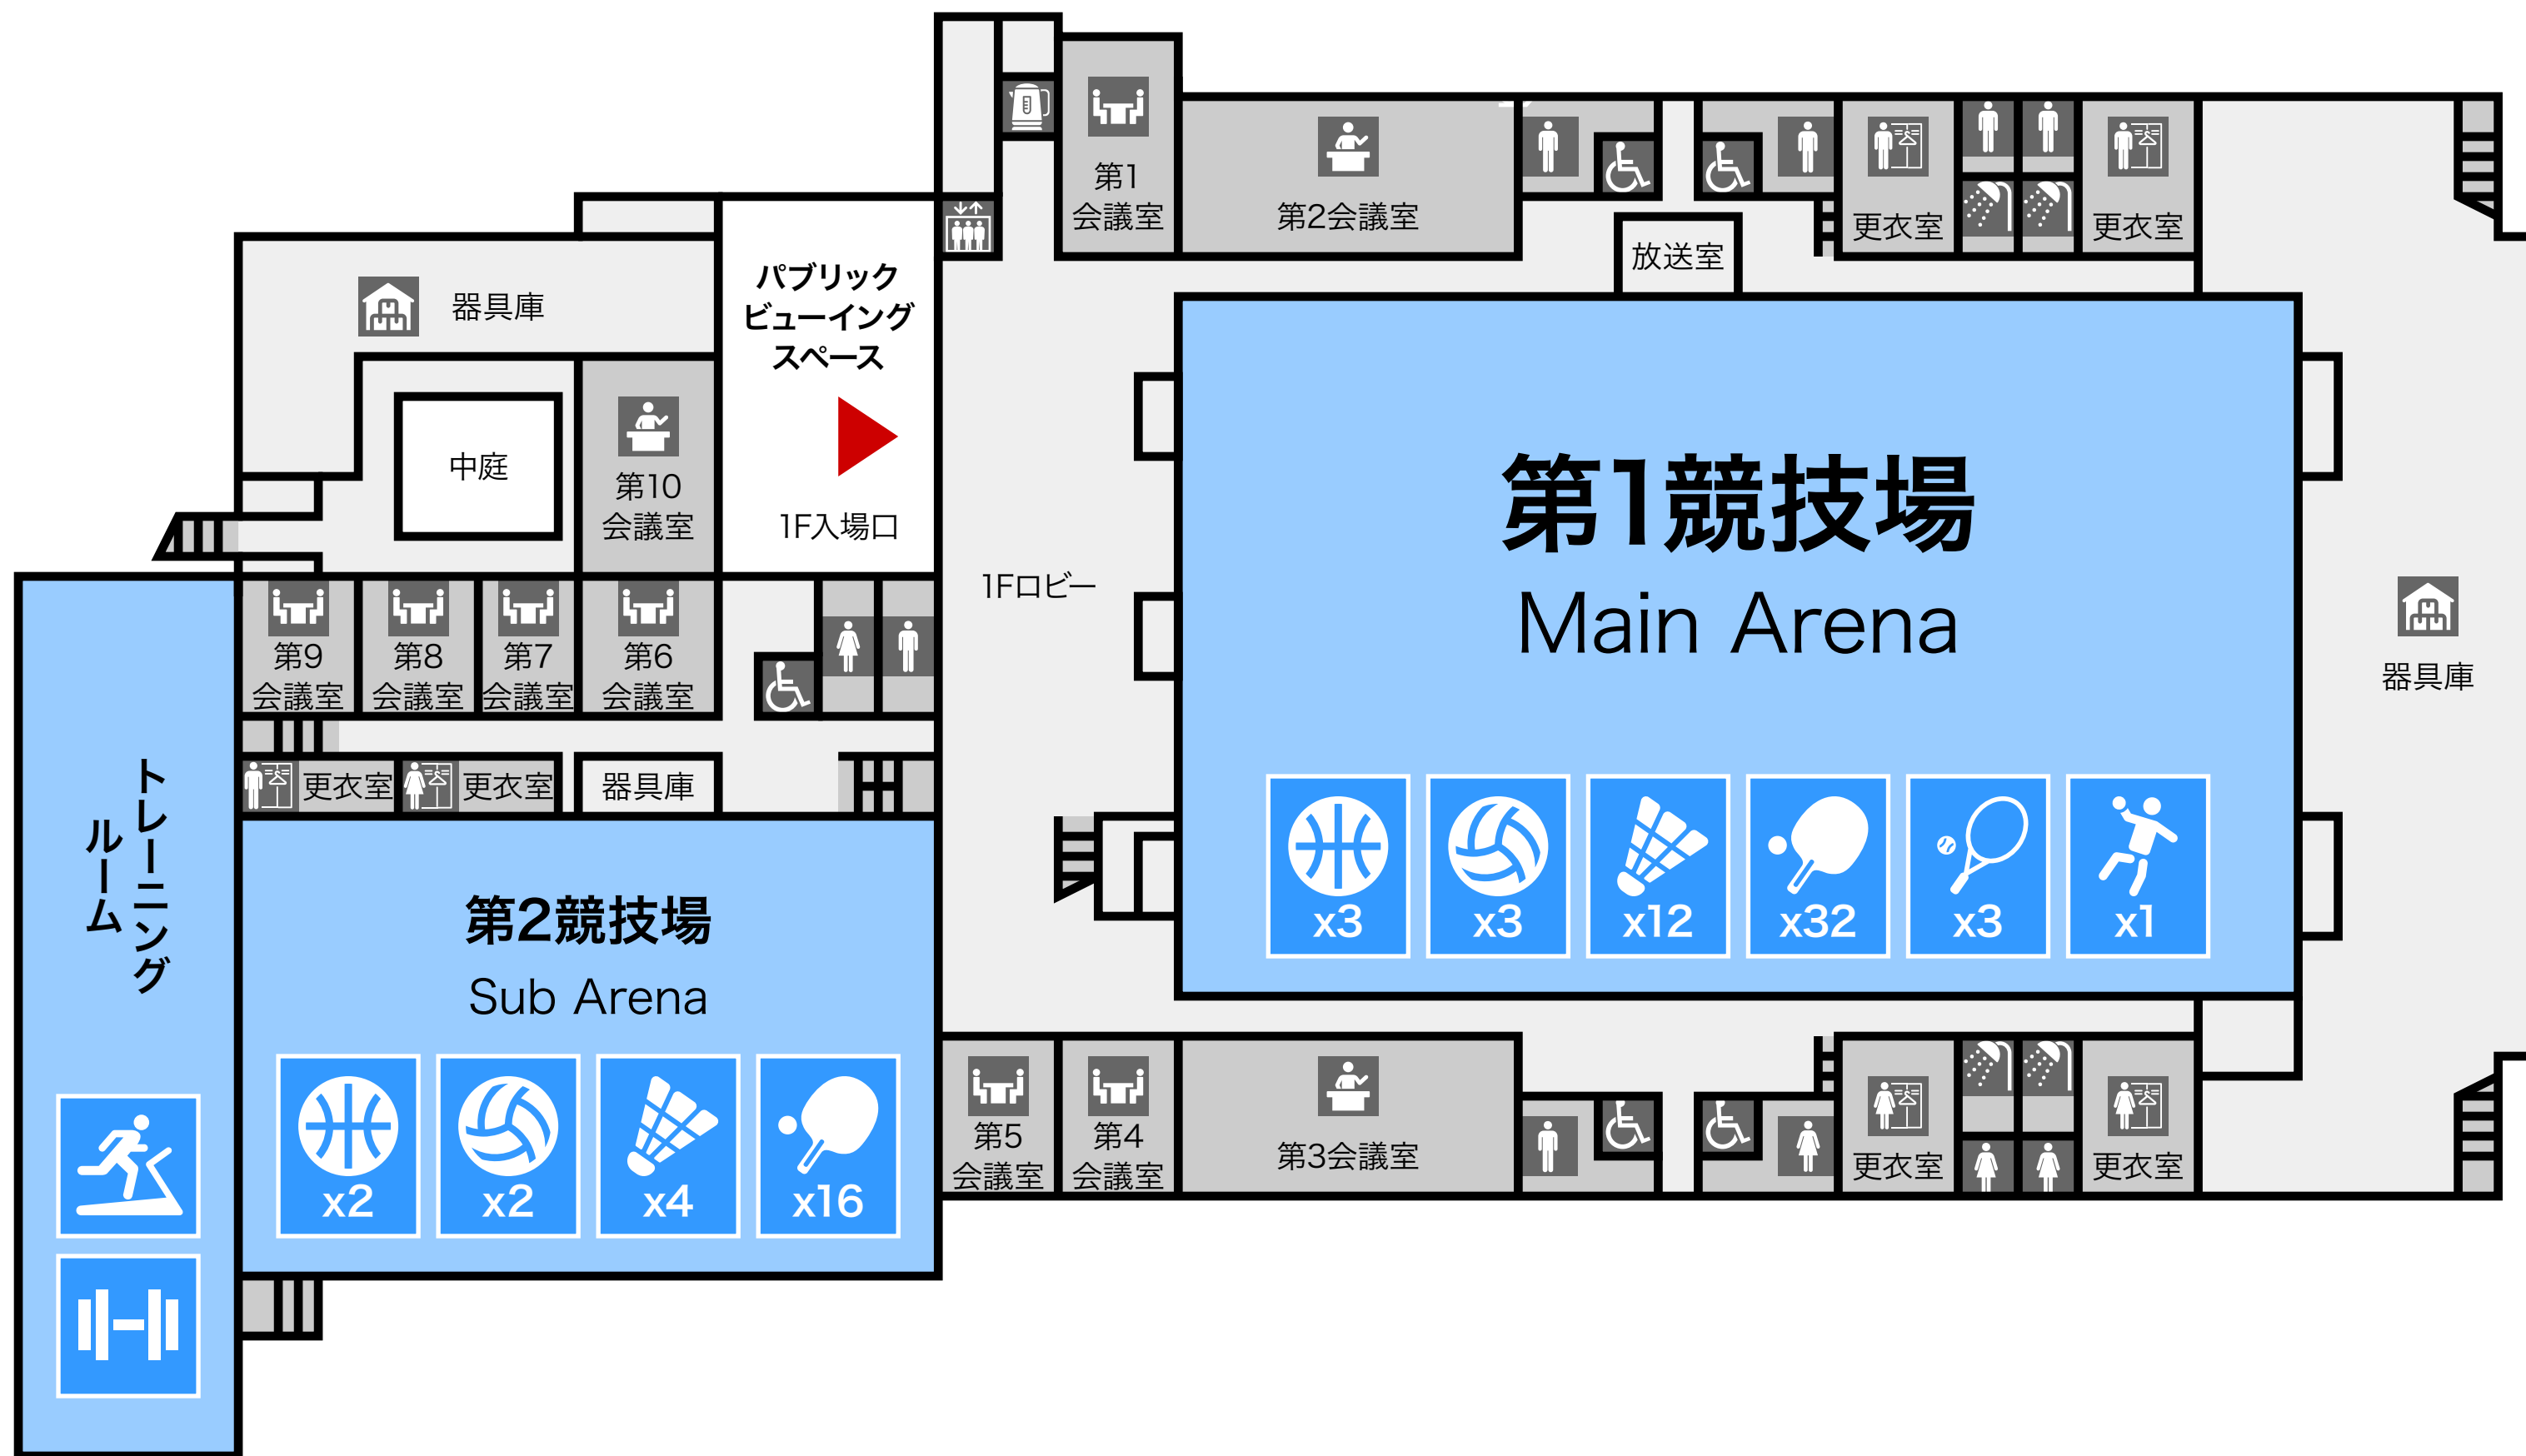 第1
会議室
第2会議室
更衣室
更衣室
放送室
パブリック
ビューイング
スペース
1F入場口
器具庫
中庭
第10
会議室
1Fロビー
第1競技場
Main Arena
x3
x3
x12
x32
x3
x1
器具庫
第9
会議室
第8
会議室
第7
会議室
第6
会議室
更衣室
更衣室
器具庫
トレーニング
ルーム
第2競技場
Sub Arena
x2
x2
x4
x16
第5
会議室
第4
会議室
第3会議室
更衣室
更衣室